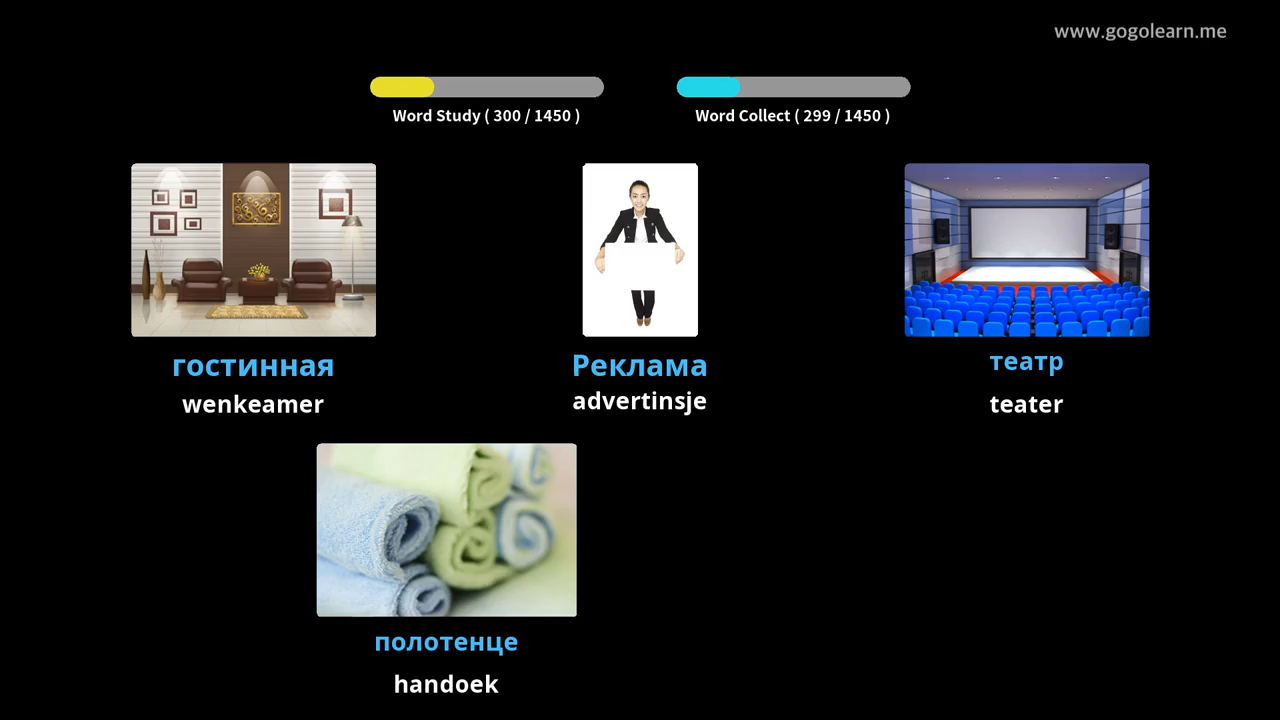 www.gogolearn.me
Word Study ( 300 / 1450 )
Word Collect ( 299 / 1450 )
гостинная
wenkeamer
Реклама
advertinsje
театр
teater
полотенце
handoek